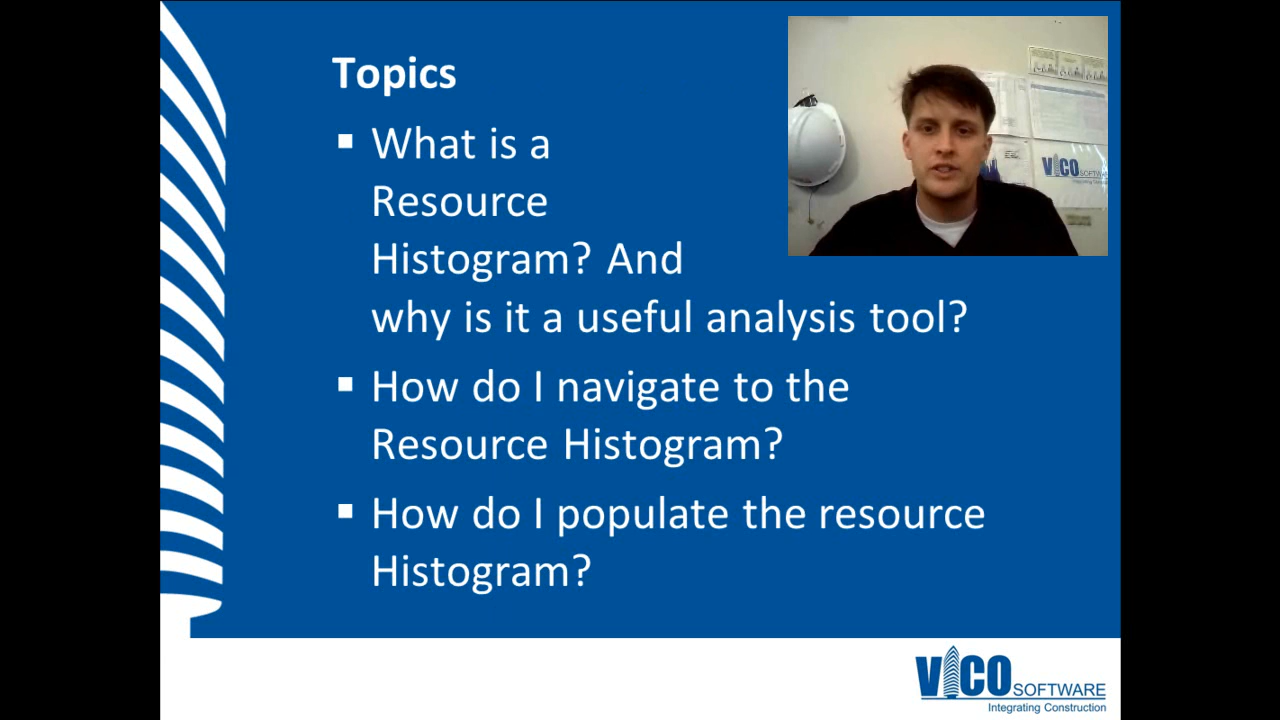 Topics
▪ What is a
Resource
Histogram? And
why is it a useful analysis tool?
▪ How do I navigate to the
Resource Histogram?
▪ How do I populate the resource
Histogram?
VICO
VICO SOFTWARE
Integrating Construction